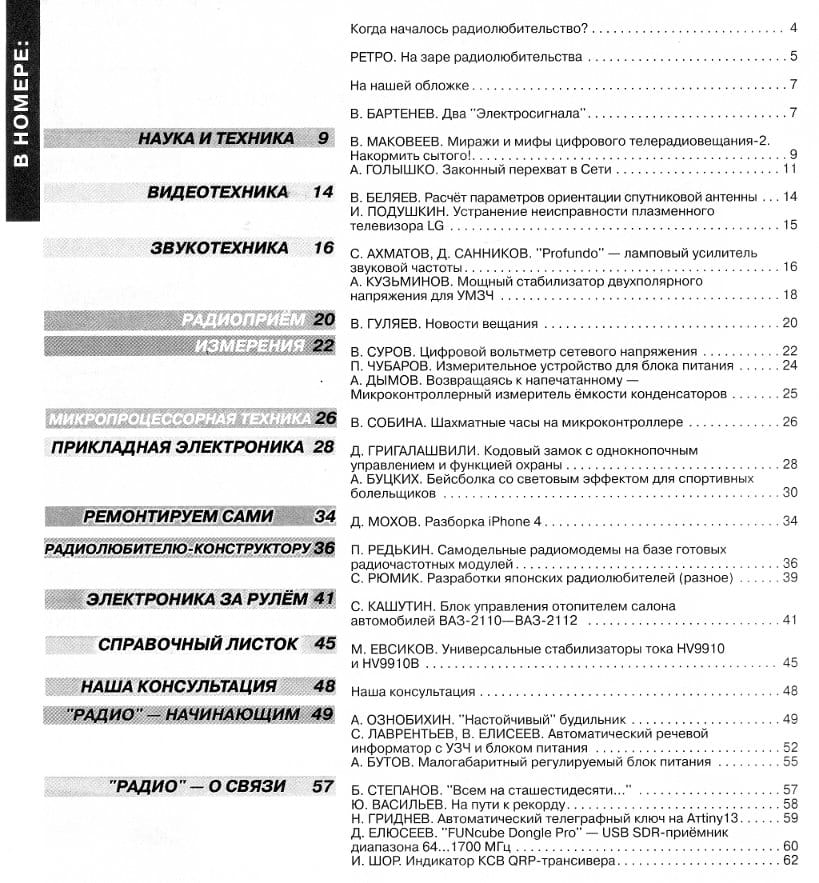 В НОМЕРЕ:
Когда началось радиолюбительство? 4
РЕТРО. На заре радиолюбительства 5
На нашей обложке 7
В. БАРТЕНЕВ. Два "Электросигнала" 7
НАУКА И ТЕХНИКА 9
В. МАКОВЕЕВ. Миражи и мифы цифрового телерадиовещания-2.
Накормить сытого! 9
А. ГОЛЫШКО. Законный перехват в Сети 11
ВИДЕОТЕХНИКА 14
В. БЕЛЯЕВ. Расчёт параметров ориентации спутниковой антенны ... 14
И. ПОДУШКИН. Устранение неисправности плазменного
телевизора LG 15
ЗВУКОТЕХНИКА 16
С. АХМАТОВ, Д. САННИКОВ. "Profundo" — ламповый усилитель
звуковой частоты 16
А. КУЗЬМИНОВ. Мощный стабилизатор двухполярного
напряжения для УМЗЧ 18
РАДИОПРИЁМ 20
В. ГУЛЯЕВ. Новости вещания 20
ИЗМЕРЕНИЯ 22
В. СУРОВ. Цифровой вольтметр сетевого напряжения 22
П. ЧУБАРОВ. Измерительное устройство для блока питания 24
А. ДЫМОВ. Возвращаясь к напечатанному —
Микроконтроллерный измеритель ёмкости конденсаторов 25
МИКРОПРОЦЕССОРНАЯ ТЕХНИКА 26
В. СОБИНА. Шахматные часы на микроконтроллере 26
ПРИКЛАДНАЯ ЭЛЕКТРОНИКА 28
Д. ГРИГАЛАШВИЛИ. Кодовый замок с однокнопочным
управлением и функцией охраны 28
А. БУЦКИХ. Бейсболка со световым эффектом для спортивных
болельщиков 30
РЕМОНТИРУЕМ САМИ 34
Д. МОХОВ. Разборка iPhone 4 34
РАДИОЛЮБИТЕЛЮ-КОНСТРУКТОРУ 36
П. РЕДЬКИН. Самодельные радиомодемы на базе готовых
радиочастотных модулей 36
С. РЮМИК. Разработки японских радиолюбителей (разное) 39
ЭЛЕКТРОНИКА ЗА РУЛЁМ 41
С. КАШУТИН. Блок управления отопителем салона
автомобилей ВАЗ-2110—ВАЗ-2112 41
СПРАВОЧНЫЙ ЛИСТОК 45
М. ЕВСИКОВ. Универсальные стабилизаторы тока HV9910
и HV9910B 45
НАША КОНСУЛЬТАЦИЯ 48
Наша консультация 48
"РАДИО" — НАЧИНАЮЩИМ 49
А. ОЗНОБИХИН. "Настойчивый" будильник 49
С. ЛАВРЕНТЬЕВ, В. ЕЛИСЕЕВ. Автоматический речевой
информатор с УЗЧ и блоком питания 52
А. БУТОВ. Малогабаритный регулируемый блок питания 55
"РАДИО" — О СВЯЗИ 57
Б. СТЕПАНОВ. "Всем на сташестидесяти..." 57
Ю. ВАСИЛЬЕВ. На пути к рекорду 58
Н. ГРИДНЕВ. Автоматический телеграфный ключ на ATtiny13 59
Д. ЕЛЮСЕЕВ. "FUNcube Dongle Pro" — USB SDR-приёмник
диапазона 64...1700 МГц 60
И. ШОР. Индикатор КСВ QRP-трансивера 62